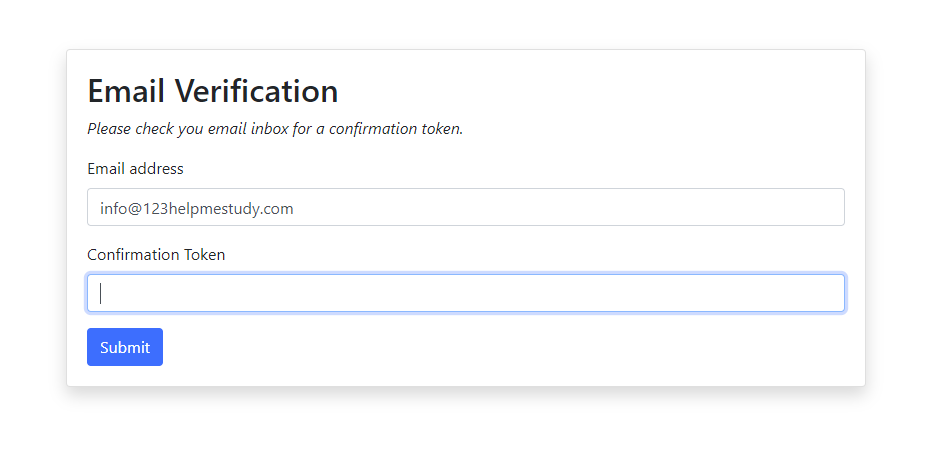 Email Verification
Please check you email inbox for a confirmation token.
Email address
info@123helpmestudy.com
Confirmation Token
Submit